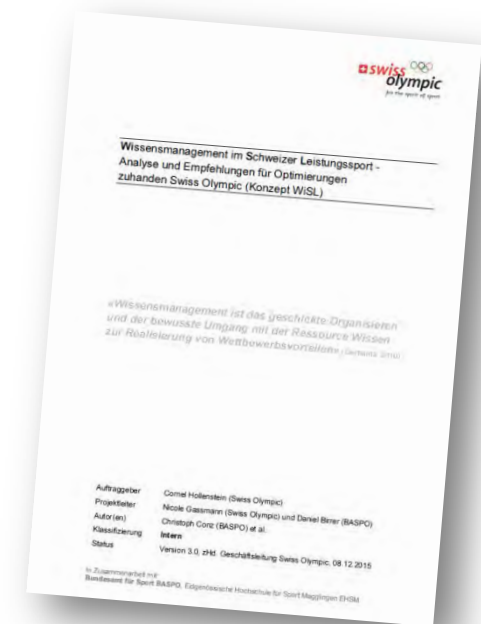 swiss
olympic
for the spirit of sport
Wissensmanagement im Schweizer Leistungssport -
Analyse und Empfehlungen für Optimierungen
zuhanden Swiss Olympic (Konzept WiSL)
«Wissensmanagement ist das geschickte Organisieren
und der bewusste Umgang mit der Ressource Wissen
zur Realisierung von Wettbewerbsvorteilen»
Auftraggeber Cornel Hollenstein (Swiss Olympic)
Projektleiter Nicole Gassmann (Swiss Olympic) und Daniel Birrer (BASPO)
Autor(en) Christoph Conz (BASPO) et al.
Klassifizierung Intern
Status Version 3.0, zHd. Geschäftsleitung Swiss Olympic, 08.12.2015
In Zusammenarbeit mit:
Bundesamt für Sport BASPO, Eidgenössische Hochschule für Sport Magglingen EHSM